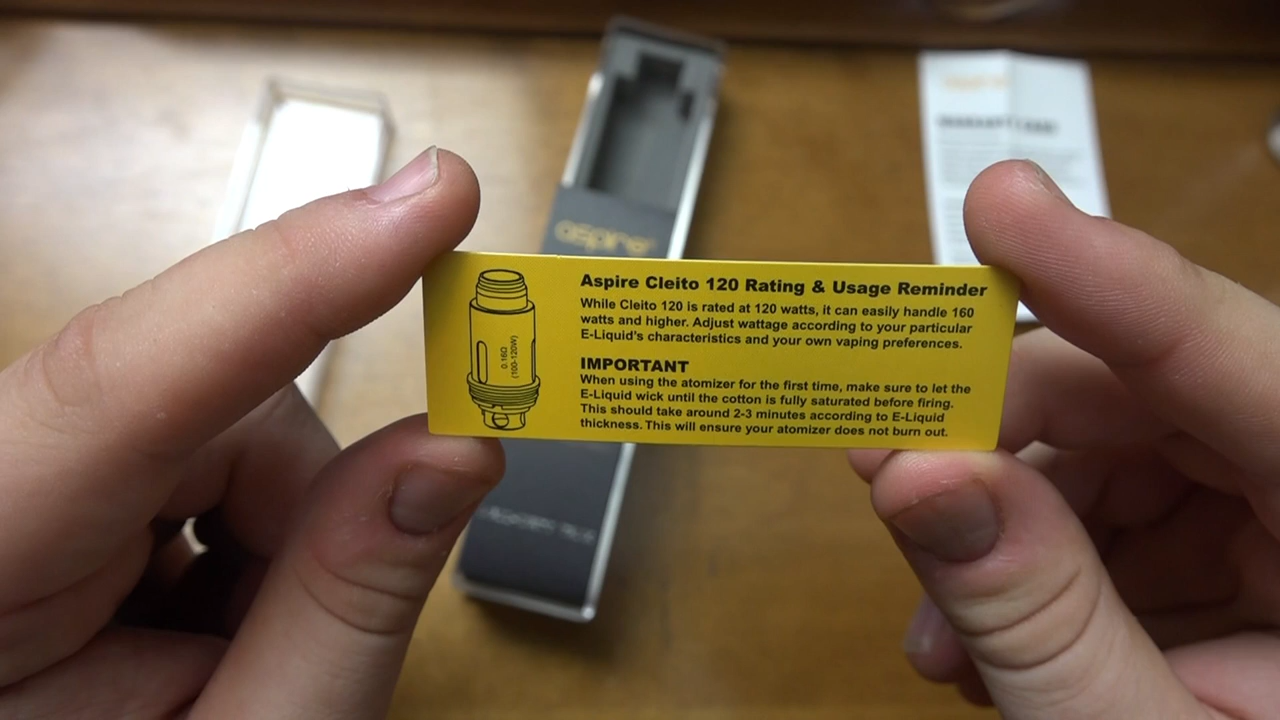 aspire
Aspire Cleito 120 Rating & Usage Reminder
While Cleito 120 is rated at 120 watts, it can easily handle 160
watts and higher. Adjust wattage according to your particular
E-Liquid's characteristics and your own vaping preferences.
IMPORTANT
When using the atomizer for the first time, make sure to let the
E-Liquid wick until the cotton is fully saturated before firing.
This should take around 2-3 minutes according to E-Liquid
thickness. This will ensure your atomizer does not burn out.
0.16Ω
(100-120W)
aspire
WARRANTY CARD